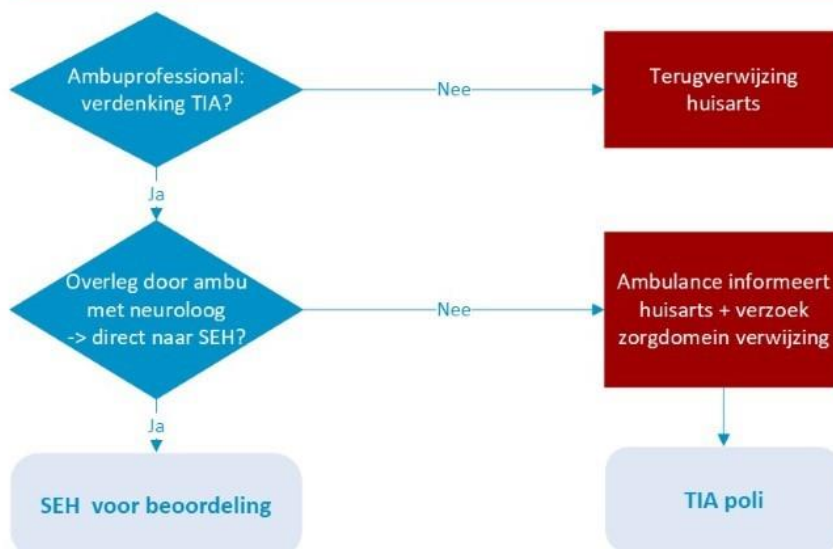 Ambuprofessional:
verdenking TIA?
Nee
Terugverwijzing
huisarts
Ja
Overleg door ambu
met neuroloog
-> direct naar SEH?
Nee
Ambulance informeert
huisarts + verzoek
zorgdomein verwijzing
Ja
SEH voor beoordeling
TIA poli